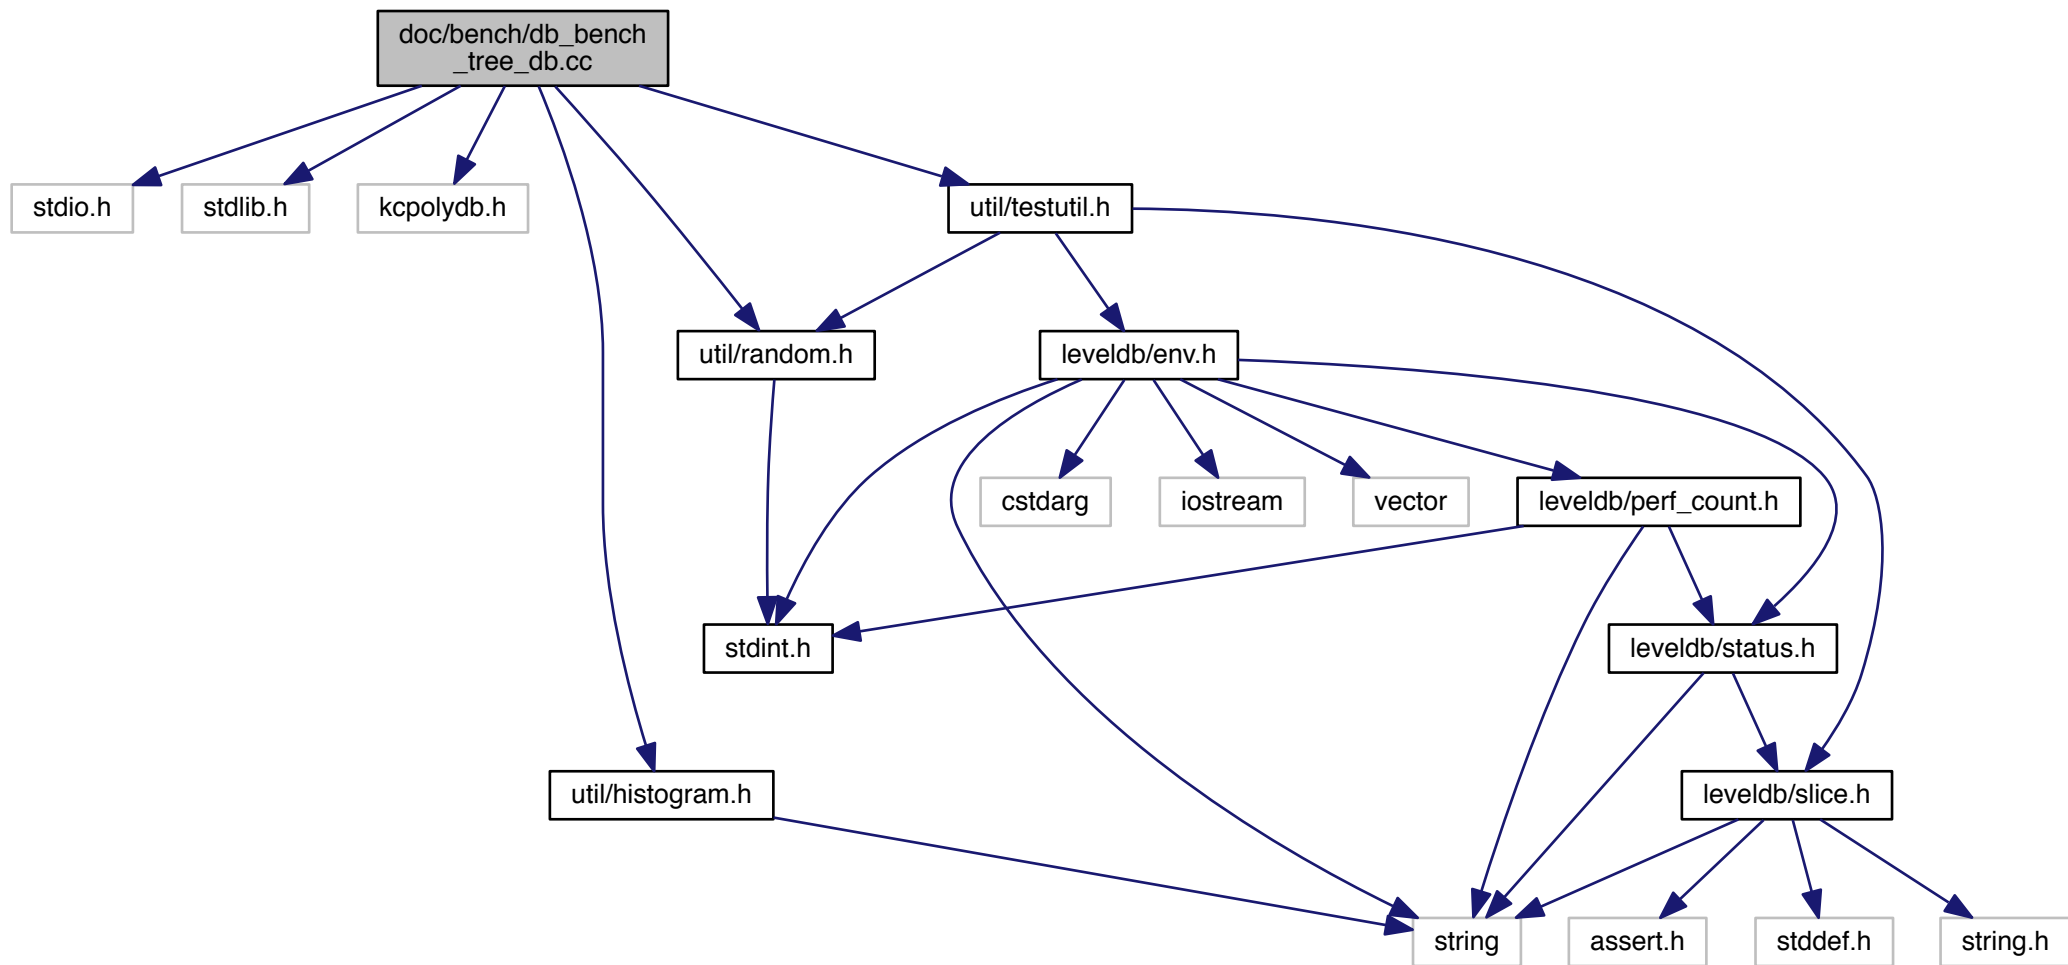 doc/bench/db_bench
_tree_db.cc
stdio.h
stdlib.h
kcpolydb.h
util/testutil.h
util/random.h
leveldb/env.h
cstdarg
iostream
vector
leveldb/perf_count.h
stdint.h
leveldb/status.h
util/histogram.h
leveldb/slice.h
string
assert.h
stddef.h
string.h